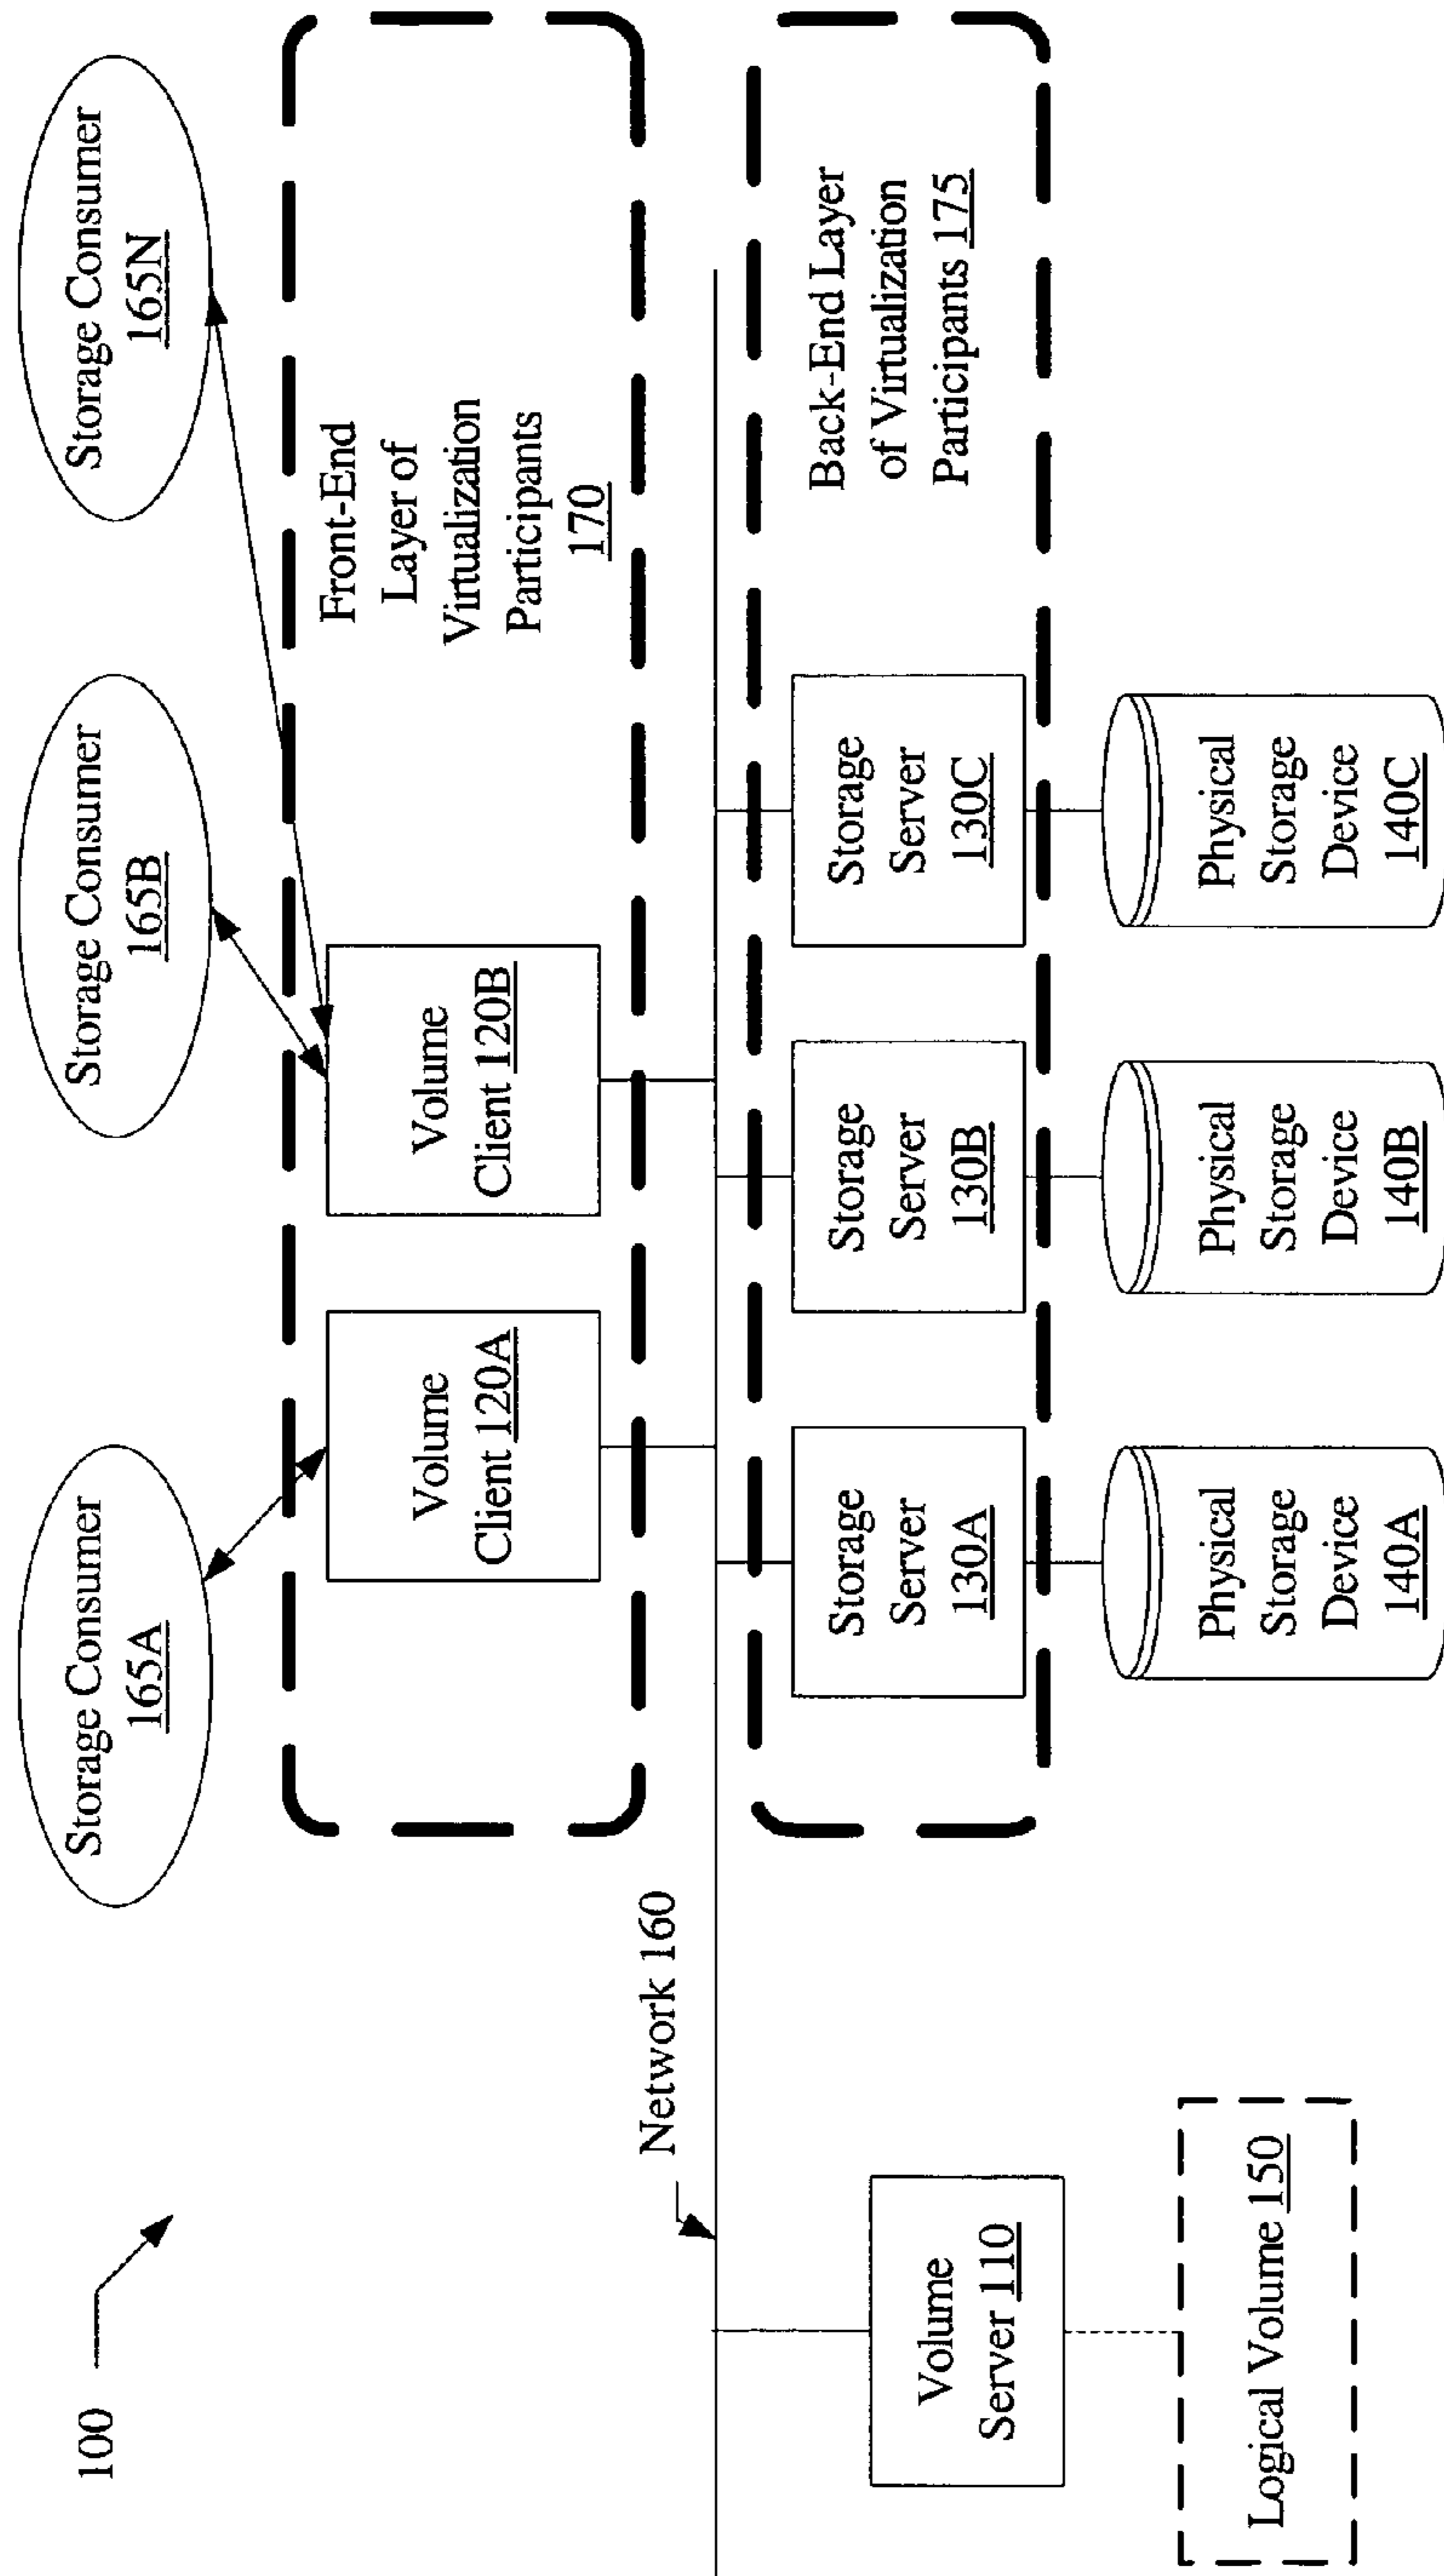 100
Storage Consumer
165A
Storage Consumer
165B
Storage Consumer
165N
Volume
Client 120A
Volume
Client 120B
Front-End
Layer of
Virtualization
Participants
170
Network 160
Volume
Server 110
Storage
Server
130A
Storage
Server
130B
Storage
Server
130C
Back-End Layer
of Virtualization
Participants 175
Logical Volume 150
Physical
Storage
Device
140A
Physical
Storage
Device
140B
Physical
Storage
Device
140C